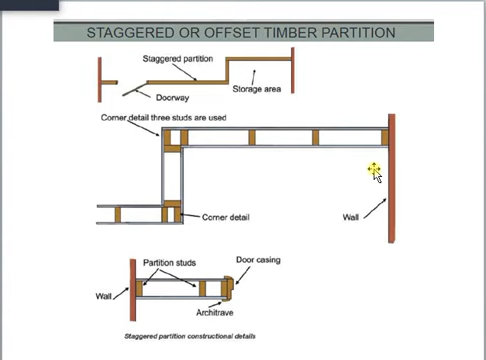 STAGGERED OR OFFSET TIMBER PARTITION
Staggered partition
Storage area
Doorway
Corner detail three studs are used
Corner detail
Wall
Partition studs
Door casing
Wall
Architrave
Staggered partition constructional details